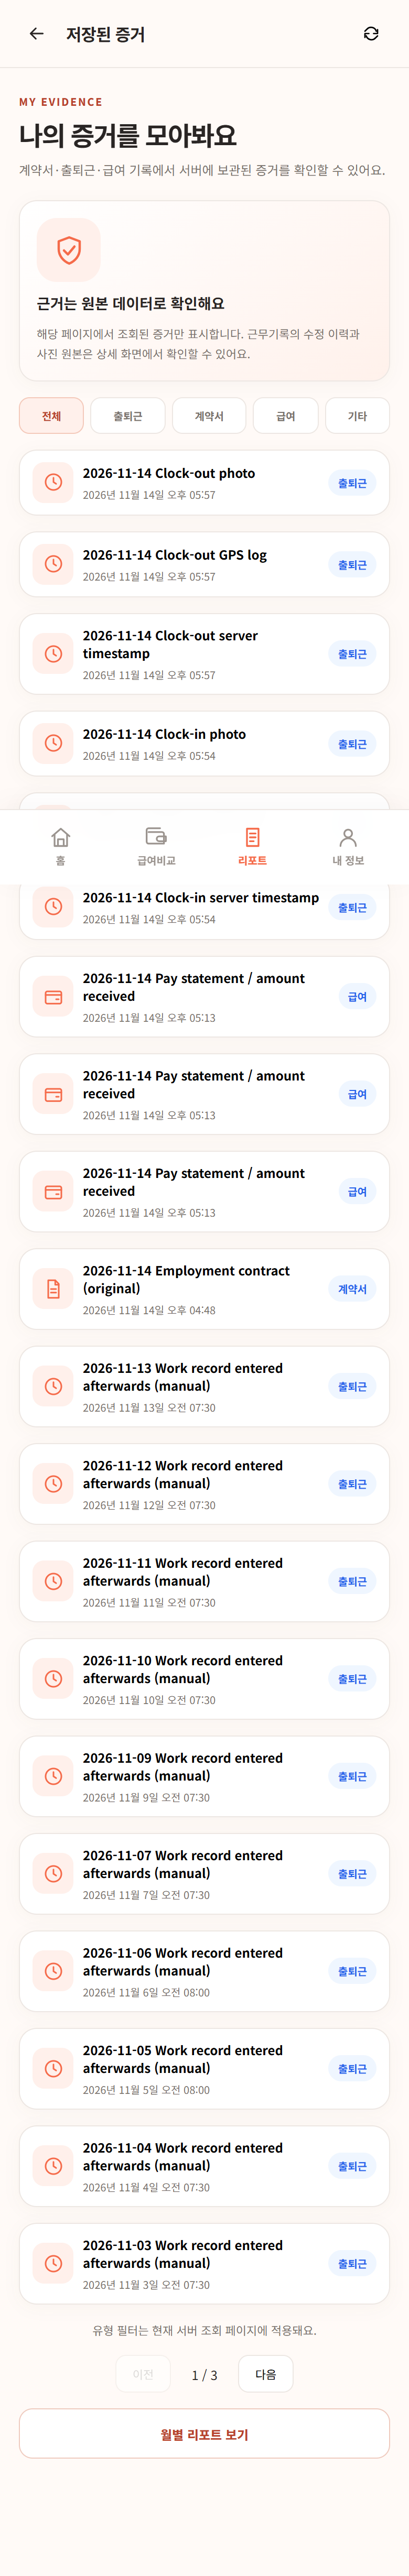 저장된 증거
MY EVIDENCE
나의 증거를 모아봐요
계약서·출퇴근·급여 기록에서 서버에 보관된 증거를 확인할 수 있어요.
근거는 원본 데이터로 확인해요
해당 페이지에서 조회된 증거만 표시합니다. 근무기록의 수정 이력과
사진 원본은 상세 화면에서 확인할 수 있어요.
전체
출퇴근
계약서
급여
기타
2026-11-14 Clock-out photo
2026년 11월 14일 오후 05:57
출퇴근
2026-11-14 Clock-out GPS log
2026년 11월 14일 오후 05:57
출퇴근
2026-11-14 Clock-out server
timestamp
2026년 11월 14일 오후 05:57
출퇴근
2026-11-14 Clock-in photo
2026년 11월 14일 오후 05:54
출퇴근
홈
급여비교
리포트
내 정보
2026-11-14 Clock-in server timestamp
2026년 11월 14일 오후 05:54
출퇴근
2026-11-14 Pay statement / amount
received
2026년 11월 14일 오후 05:13
급여
2026-11-14 Pay statement / amount
received
2026년 11월 14일 오후 05:13
급여
2026-11-14 Pay statement / amount
received
2026년 11월 14일 오후 05:13
급여
2026-11-14 Employment contract
(original)
2026년 11월 14일 오후 04:48
계약서
2026-11-13 Work record entered
afterwards (manual)
2026년 11월 13일 오전 07:30
출퇴근
2026-11-12 Work record entered
afterwards (manual)
2026년 11월 12일 오전 07:30
출퇴근
2026-11-11 Work record entered
afterwards (manual)
2026년 11월 11일 오전 07:30
출퇴근
2026-11-10 Work record entered
afterwards (manual)
2026년 11월 10일 오전 07:30
출퇴근
2026-11-09 Work record entered
afterwards (manual)
2026년 11월 9일 오전 07:30
출퇴근
2026-11-07 Work record entered
afterwards (manual)
2026년 11월 7일 오전 07:30
출퇴근
2026-11-06 Work record entered
afterwards (manual)
2026년 11월 6일 오전 08:00
출퇴근
2026-11-05 Work record entered
afterwards (manual)
2026년 11월 5일 오전 08:00
출퇴근
2026-11-04 Work record entered
afterwards (manual)
2026년 11월 4일 오전 07:30
출퇴근
2026-11-03 Work record entered
afterwards (manual)
2026년 11월 3일 오전 07:30
출퇴근
유형 필터는 현재 서버 조회 페이지에 적용돼요.
이전
1 / 3
다음
월별 리포트 보기